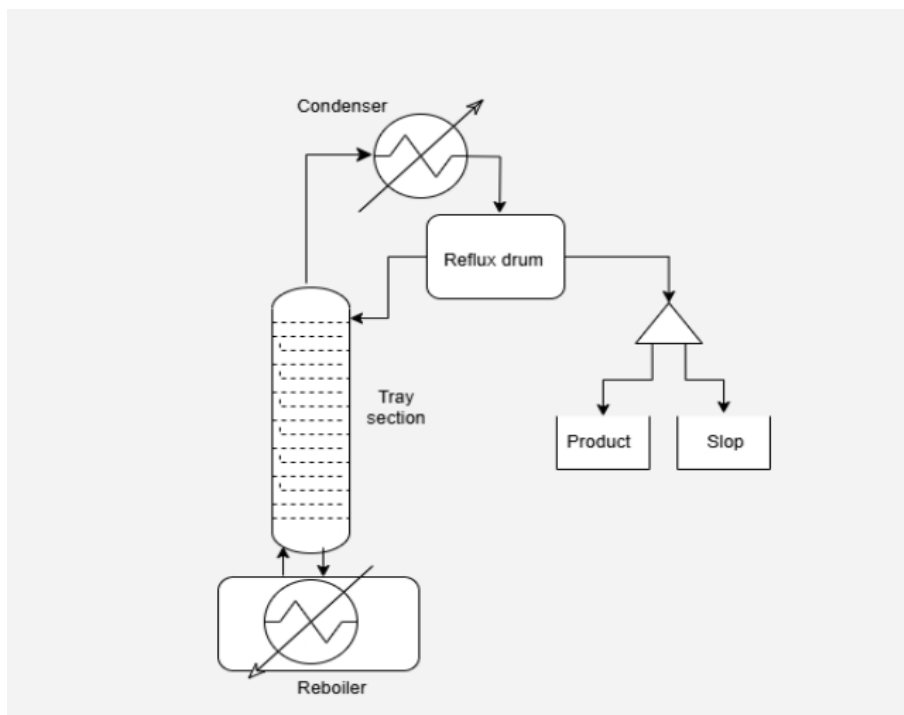 Condenser
Reflux drum
Tray
section
Product
Slop
Reboiler